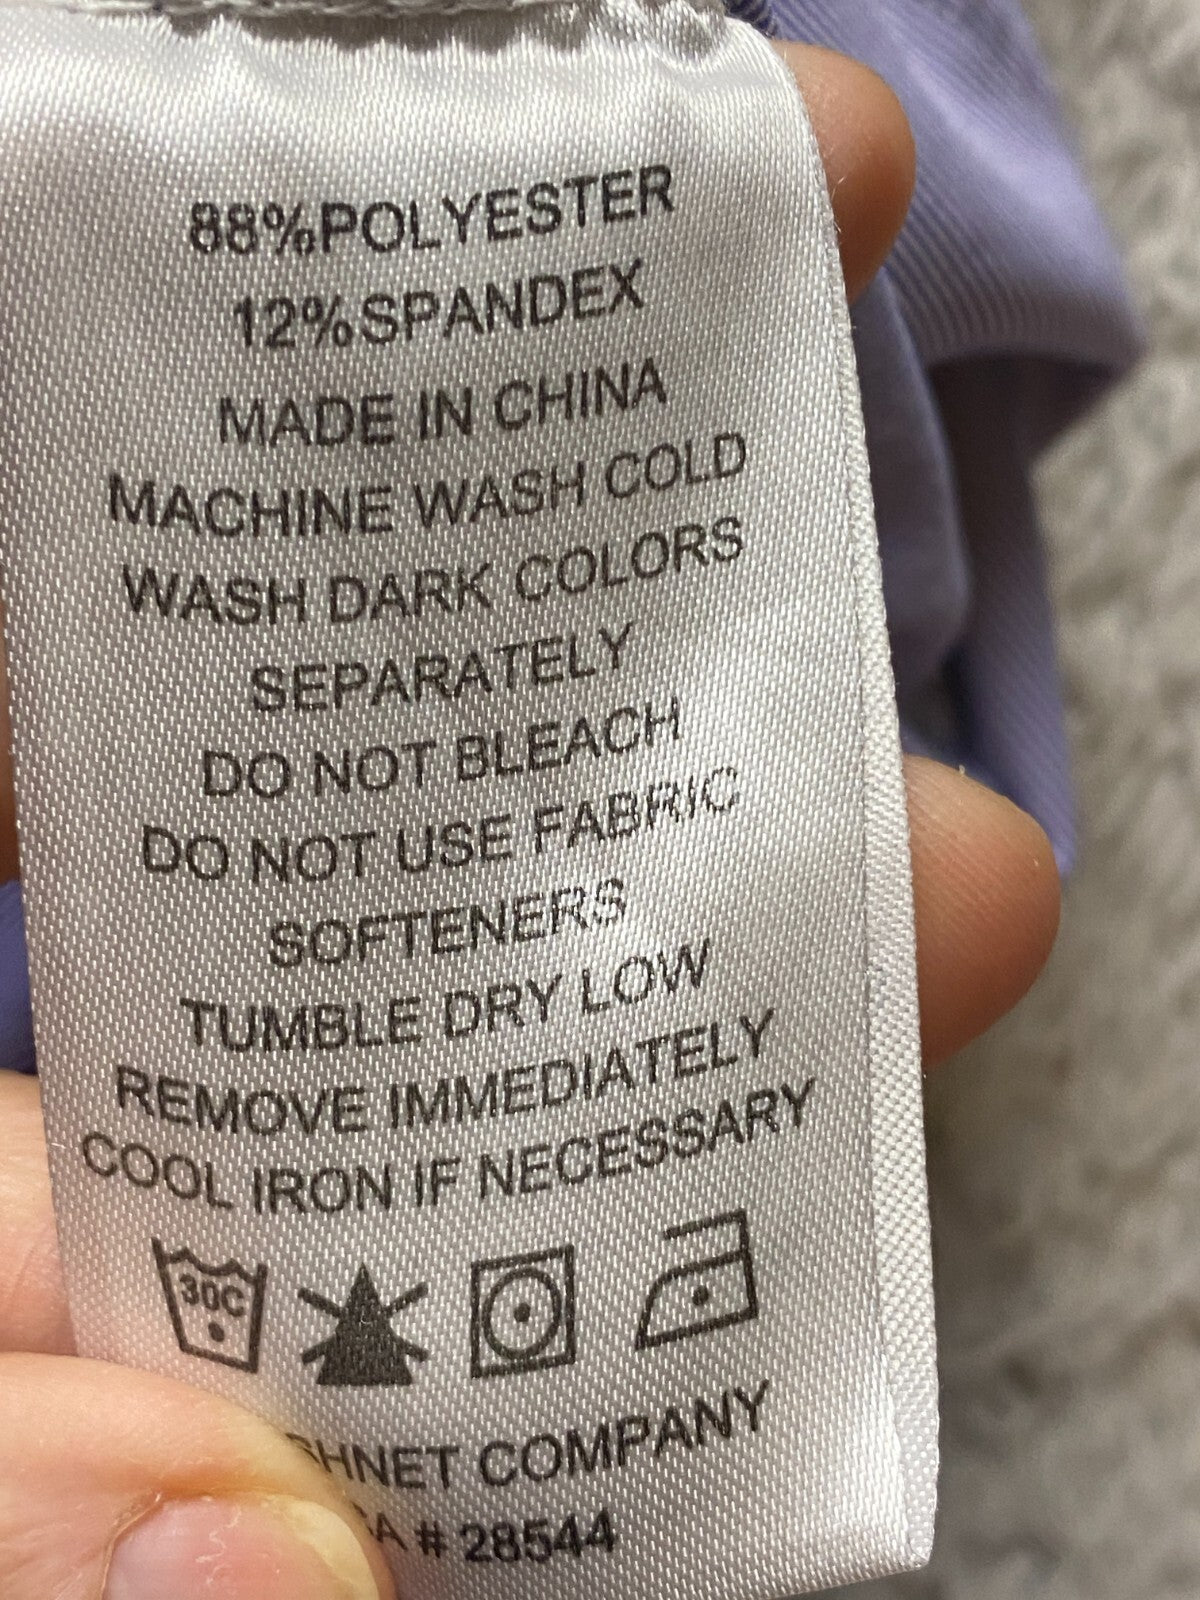 88%POLYESTER
12%SPANDEX
MADE IN CHINA
MACHINE WASH COLD
WASH DARK COLORS
SEPARATELY
DO NOT BLEACH
DO NOT USE FABRIC
SOFTENERS
TUMBLE DRY LOW
REMOVE IMMEDIATELY
COOL IRON IF NECESSARY
30C
COMPANY
# 28544